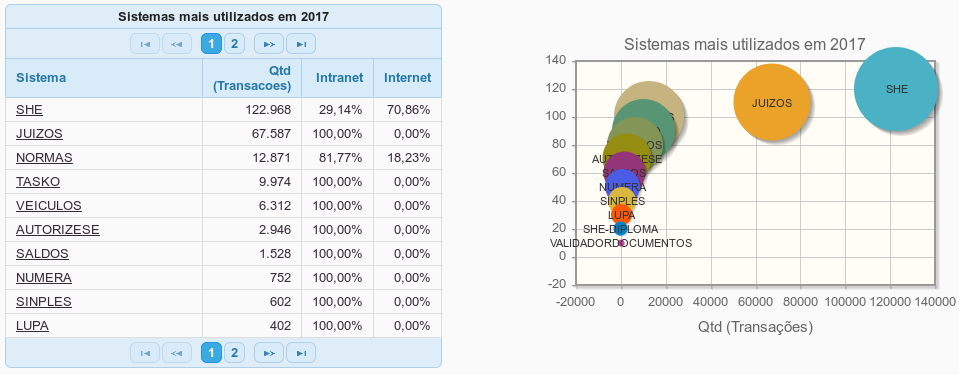 Sistemas mais utilizados em 2017
1 2
Sistema Qtd (Transacoes) Intranet Internet
SHE 122.968 29,14% 70,86%
JUIZOS 67.587 100,00% 0,00%
NORMAS 12.871 81,77% 18,23%
TASKO 9.974 100,00% 0,00%
VEICULOS 6.312 100,00% 0,00%
AUTORIZESE 2.946 100,00% 0,00%
SALDOS 1.528 100,00% 0,00%
NUMERA 752 100,00% 0,00%
SINPLES 602 100,00% 0,00%
LUPA 402 100,00% 0,00%
1 2
Sistemas mais utilizados em 2017
140
120
100
80
60
40
20
0
-20
SHE
JUIZOS
AUTORIZESE
SALDOS
NUMERA
SINPLES
LUPA
SHE-DIPLOMA
VALIDADORDOCUMENTOS
-20000 0 20000 40000 60000 80000 100000 120000 140000
Qtd (Transações)